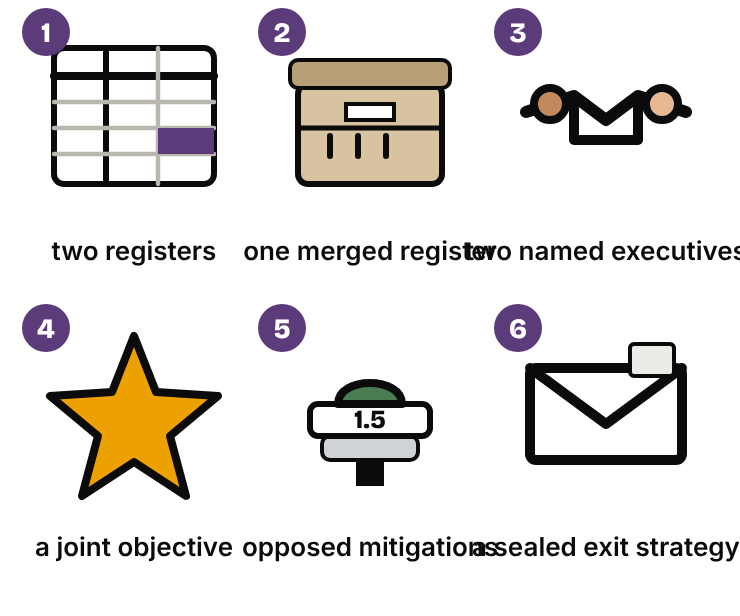 1
2
3
two registers
one merged register
two named executives
4
5
6
1.5
a joint objective
opposed mitigations
a sealed exit strategy